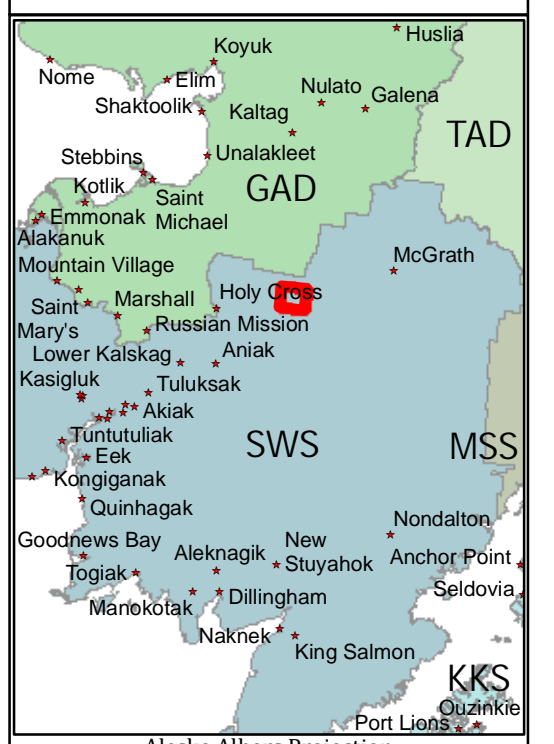 Huslia
Koyuk
Nome
Elim
Nulato
Galena
Shaktoolik
Kaltag
TAD
Stebbins
Unalakleet
Kotlik
GAD
Saint
Michael
Emmonak
Alakanuk
McGrath
Mountain Village
Holy Cross
Saint
Mary's
Marshall
Russian Mission
Lower Kalskag
Aniak
Kasigluk
Tuluksak
Akiak
Tuntutuliak
SWS
MSS
Eek
Kongiganak
Quinhagak
Nondalton
Goodnews Bay
Aleknagik
New
Stuyahok
Anchor Point
Togiak
Seldovia
Manokotak
Dillingham
Naknek
King Salmon
KKS
Ouzinkie
Port Lions
Alaska Albers Projection